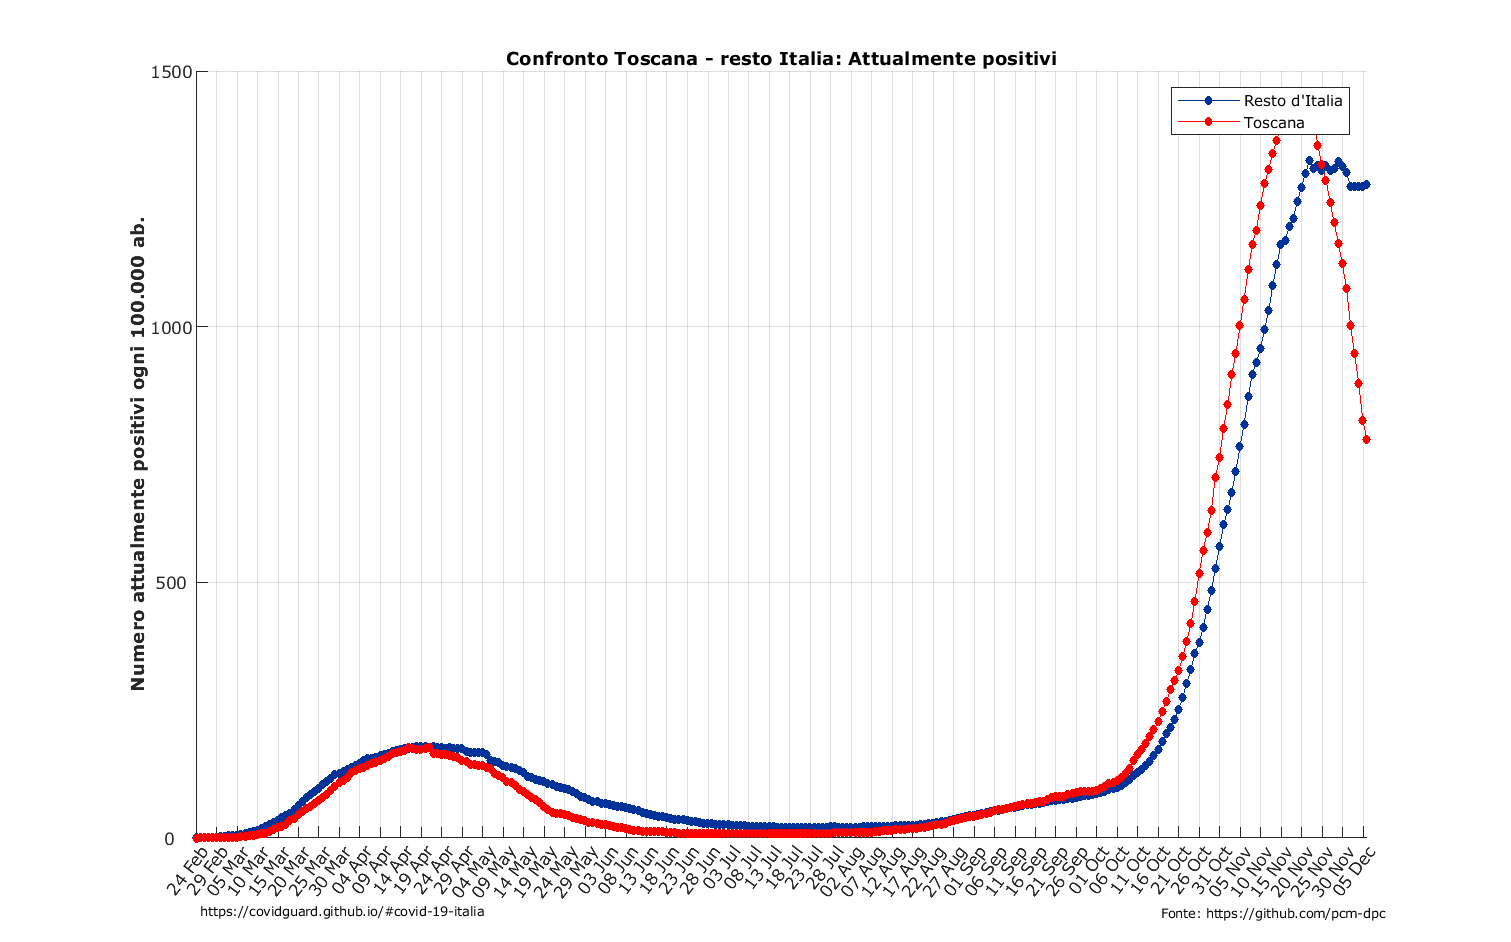 Confronto Toscana - resto Italia: Attualmente positivi
Numero attualmente positivi ogni 100.000 ab.
1500
1000
500
0
Resto d'Italia
Toscana
24 Feb
29 Feb
05 Mar
10 Mar
15 Mar
20 Mar
25 Mar
30 Mar
04 Apr
09 Apr
14 Apr
19 Apr
24 Apr
29 Apr
04 May
09 May
14 May
19 May
24 May
29 May
03 Jun
08 Jun
13 Jun
18 Jun
23 Jun
28 Jun
03 Jul
08 Jul
13 Jul
18 Jul
23 Jul
28 Jul
02 Aug
07 Aug
12 Aug
17 Aug
22 Aug
27 Aug
01 Sep
06 Sep
11 Sep
16 Sep
21 Sep
26 Sep
01 Oct
06 Oct
11 Oct
16 Oct
21 Oct
26 Oct
31 Oct
05 Nov
10 Nov
15 Nov
20 Nov
25 Nov
30 Nov
05 Dec
https://covidguard.github.io/#covid-19-italia
Fonte: https://github.com/pcm-dpc